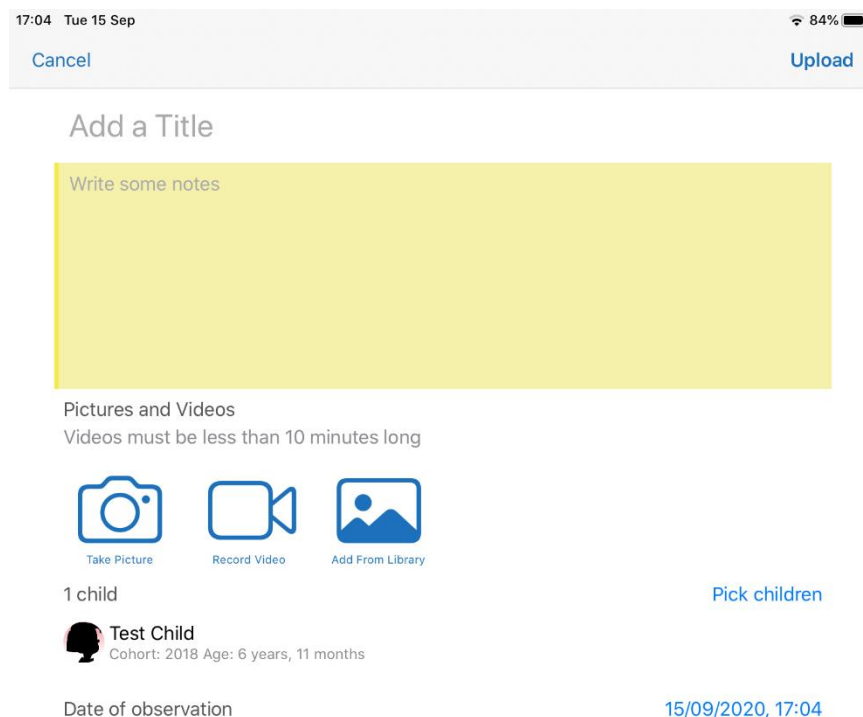 17:04 Tue 15 Sep 84%
Cancel Upload
Add a Title
Write some notes
Pictures and Videos
Videos must be less than 10 minutes long
Take Picture Record Video Add From Library
1 child Pick children
Test Child
Cohort: 2018 Age: 6 years, 11 months
Date of observation 15/09/2020, 17:04